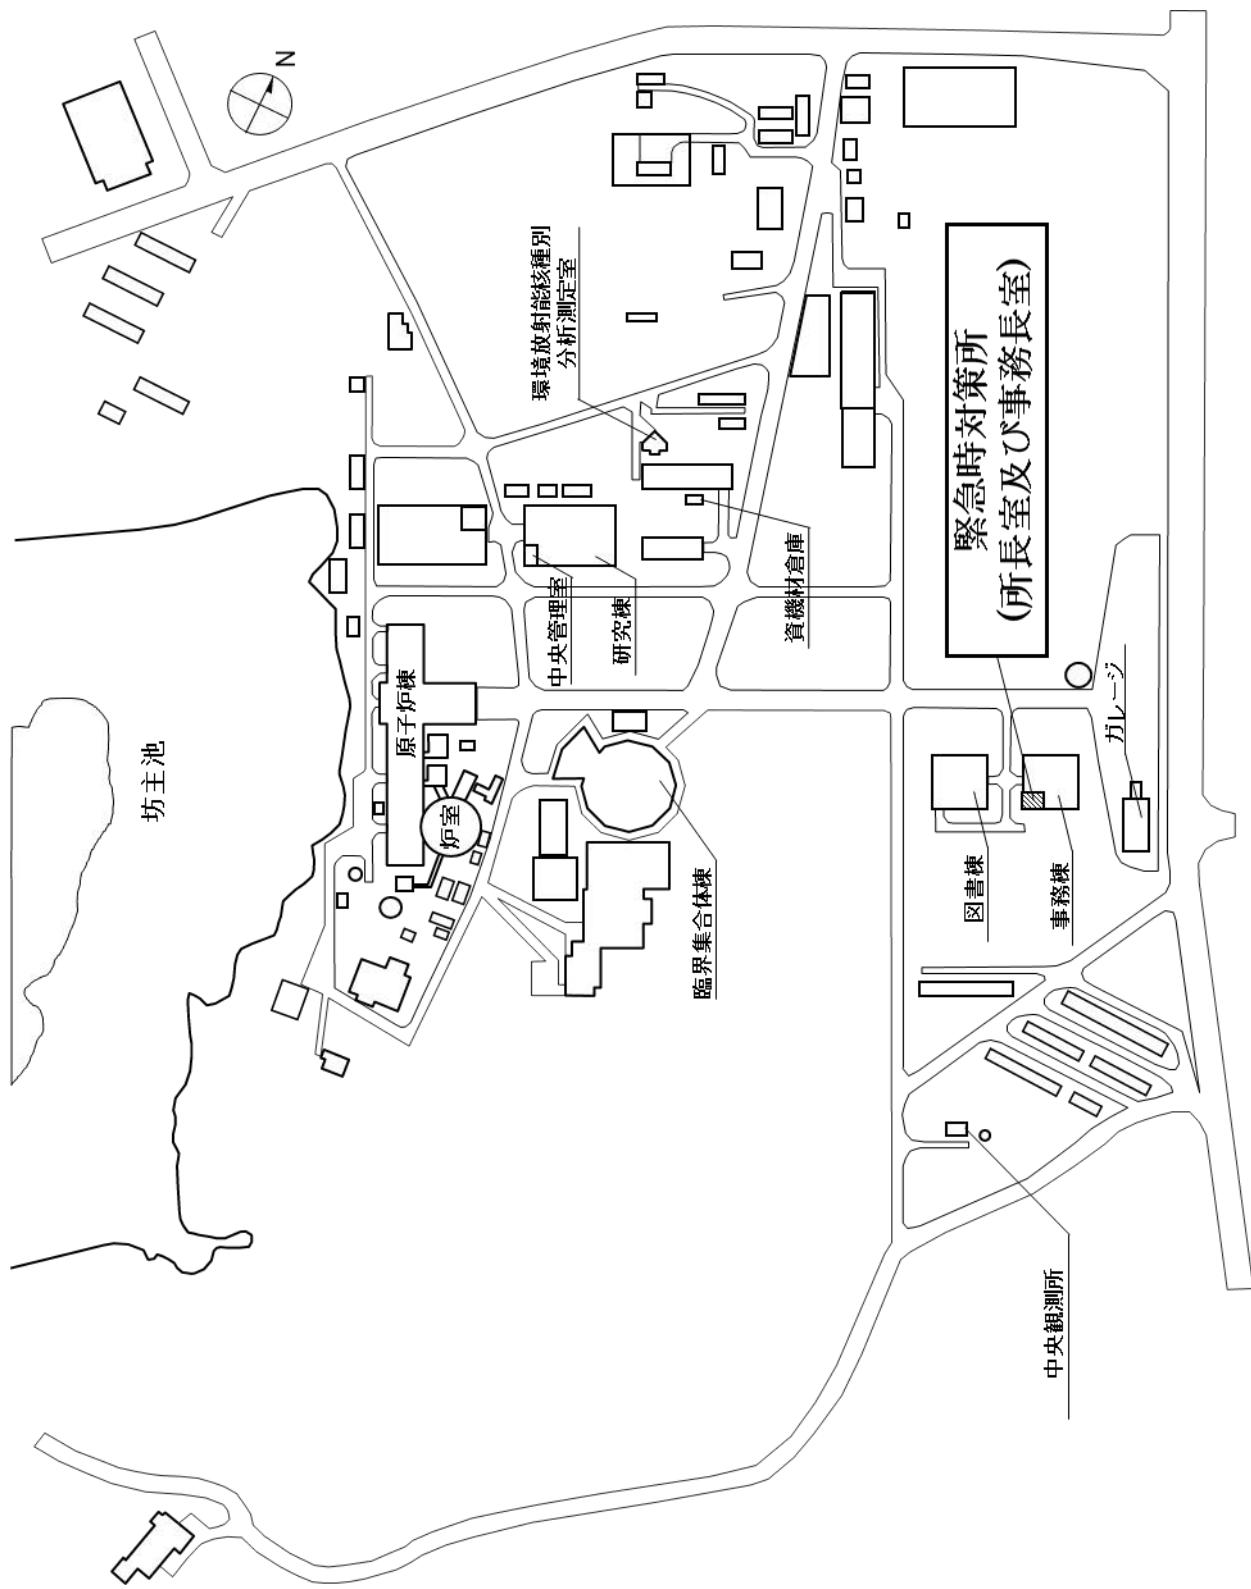 N
環境放射能核種別
分析測定室
坊主池
原子炉棟
炉室
中央管理室
研究棟
資機材倉庫
緊急時対策所
(所長室及び事務長室)
ガレージ
臨界集合体棟
図書棟
事務棟
中央観測所